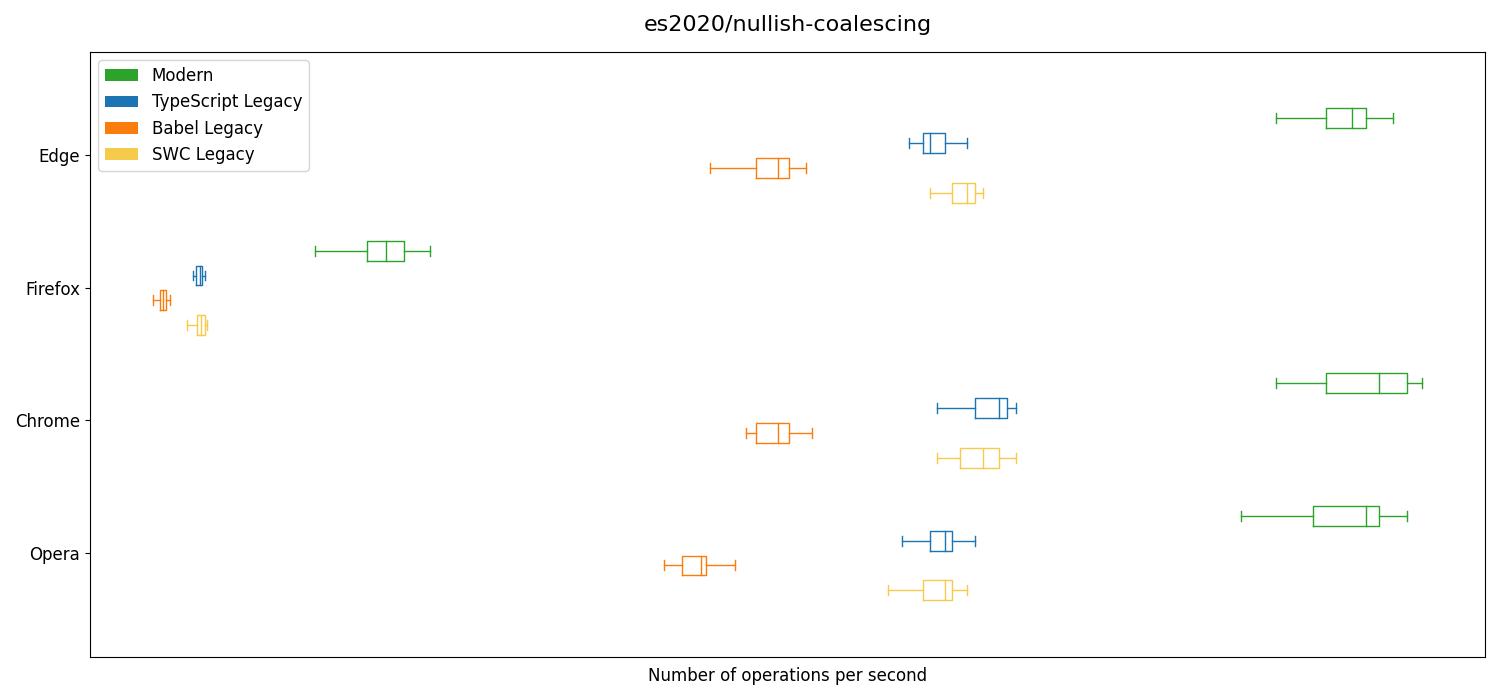 es2020/nullish-coalescing
Modern
TypeScript Legacy
Babel Legacy
SWC Legacy
Edge
Firefox
Chrome
Opera
Number of operations per second